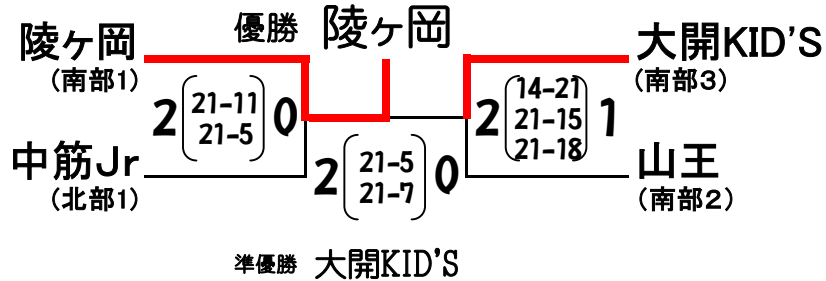 優勝 陵ヶ岡
陵ヶ岡
(南部1)
大開KID'S
(南部3)
2 21-11 0
21-5
2 14-21 1
21-15
21-18
中筋Jr
(北部1)
山王
(南部2)
2 21-5 0
21-7
準優勝 大開KID'S